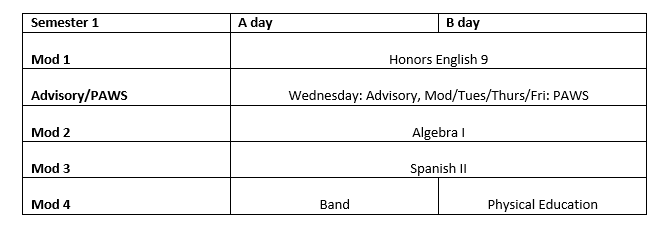 Semester 1 A day B day
Mod 1 Honors English 9
Advisory/PAWS Wednesday: Advisory, Mod/Tues/Thurs/Fri: PAWS
Mod 2 Algebra I
Mod 3 Spanish II
Mod 4 Band Physical Education